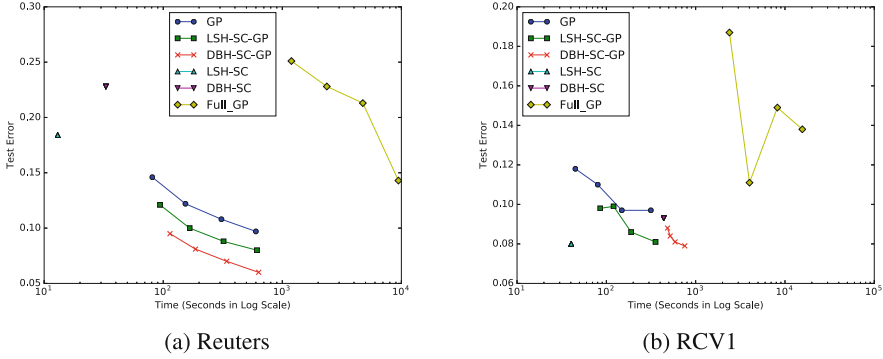 0.30
0.25
0.20
0.15
0.10
0.05
Test Error
10^1
10^2
10^3
10^4
Time (Seconds in Log Scale)
GP
LSH-SC-GP
DBH-SC-GP
LSH-SC
DBH-SC
Full_GP
(a) Reuters
0.20
0.18
0.16
0.14
0.12
0.10
0.08
0.06
Test Error
10^1
10^2
10^3
10^4
10^5
Time (Seconds in Log Scale)
GP
LSH-SC-GP
DBH-SC-GP
LSH-SC
DBH-SC
Full_GP
(b) RCV1